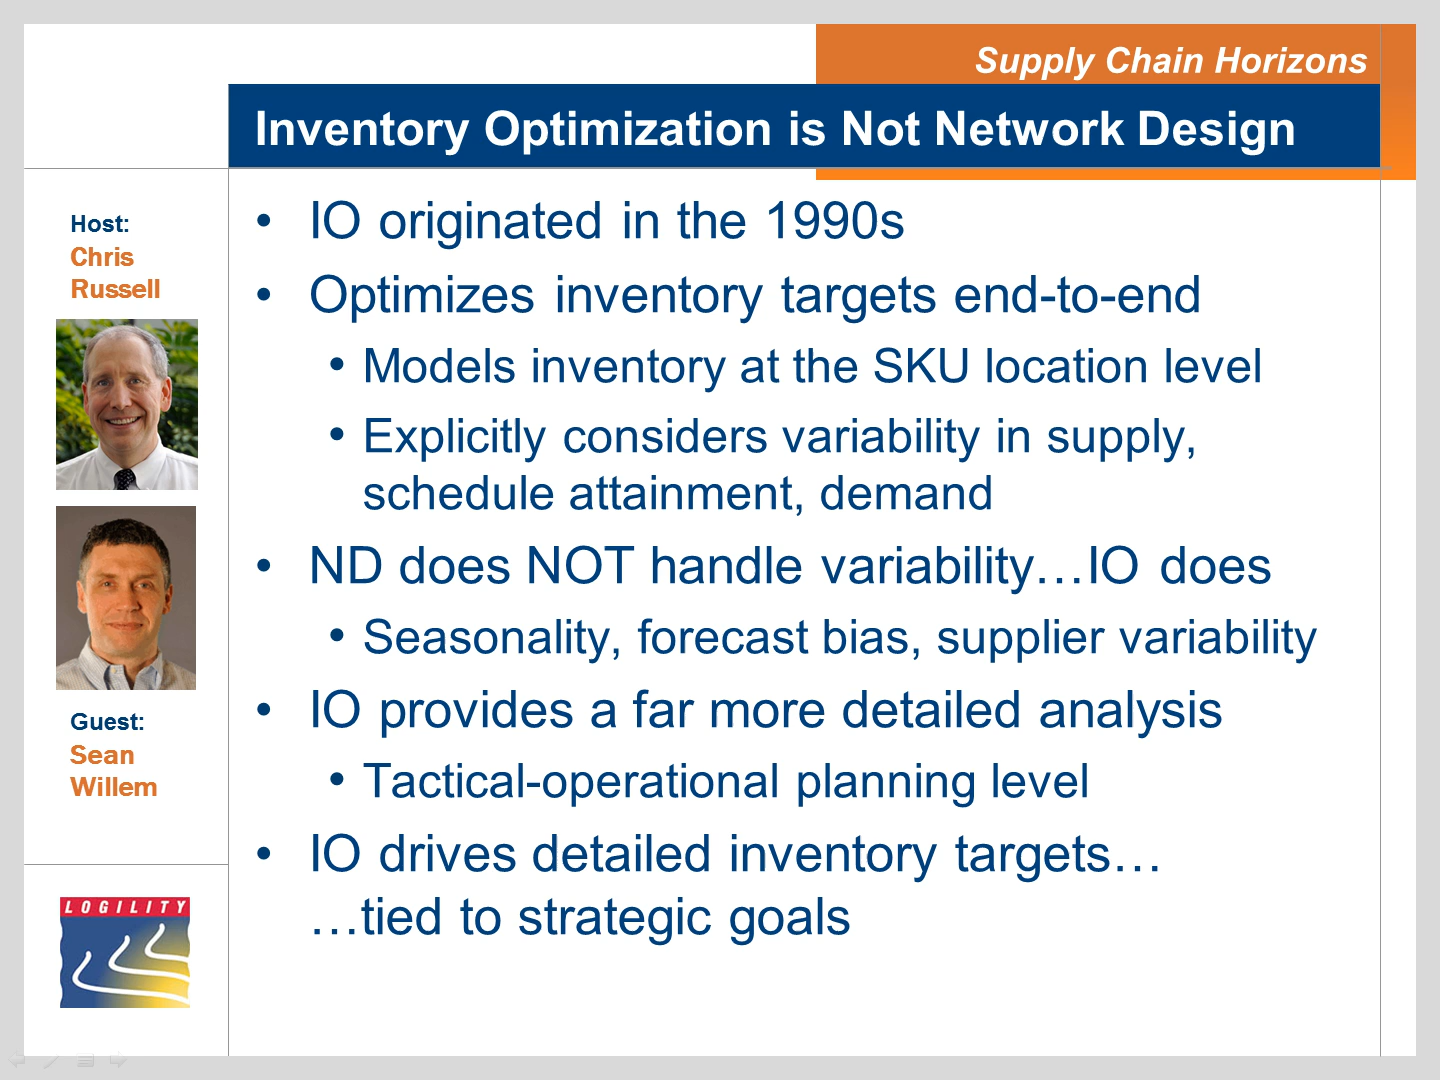 Supply Chain Horizons
Inventory Optimization is Not Network Design
Host:
Chris
Russell
Guest:
Sean
Willem
LOGILITY
• IO originated in the 1990s
• Optimizes inventory targets end-to-end
• Models inventory at the SKU location level
• Explicitly considers variability in supply,
schedule attainment, demand
• ND does NOT handle variability…IO does
• Seasonality, forecast bias, supplier variability
• IO provides a far more detailed analysis
• Tactical-operational planning level
• IO drives detailed inventory targets…
…tied to strategic goals